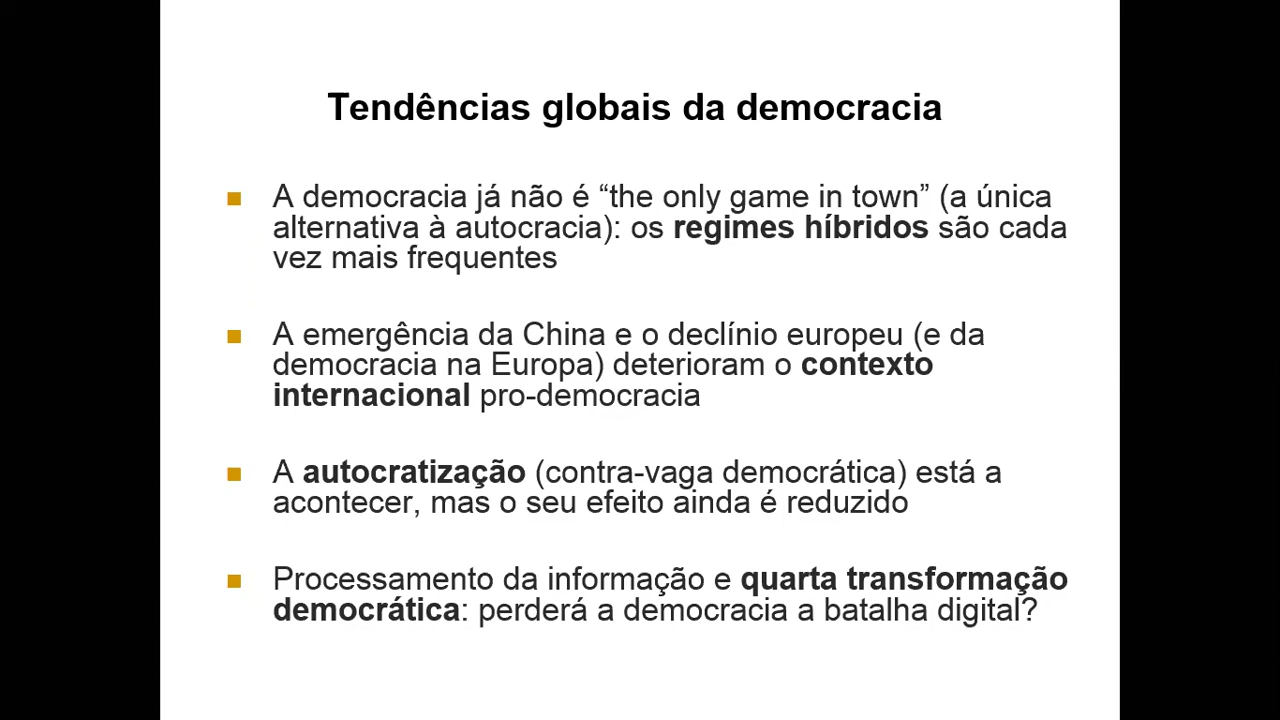 Tendências globais da democracia
A democracia já não é “the only game in town” (a única
alternativa à autocracia): os regimes híbridos são cada
vez mais frequentes
A emergência da China e o declínio europeu (e da
democracia na Europa) deterioram o contexto
internacional pro-democracia
A autocratização (contra-vaga democrática) está a
acontecer, mas o seu efeito ainda é reduzido
Processamento da informação e quarta transformação
democrática: perderá a democracia a batalha digital?